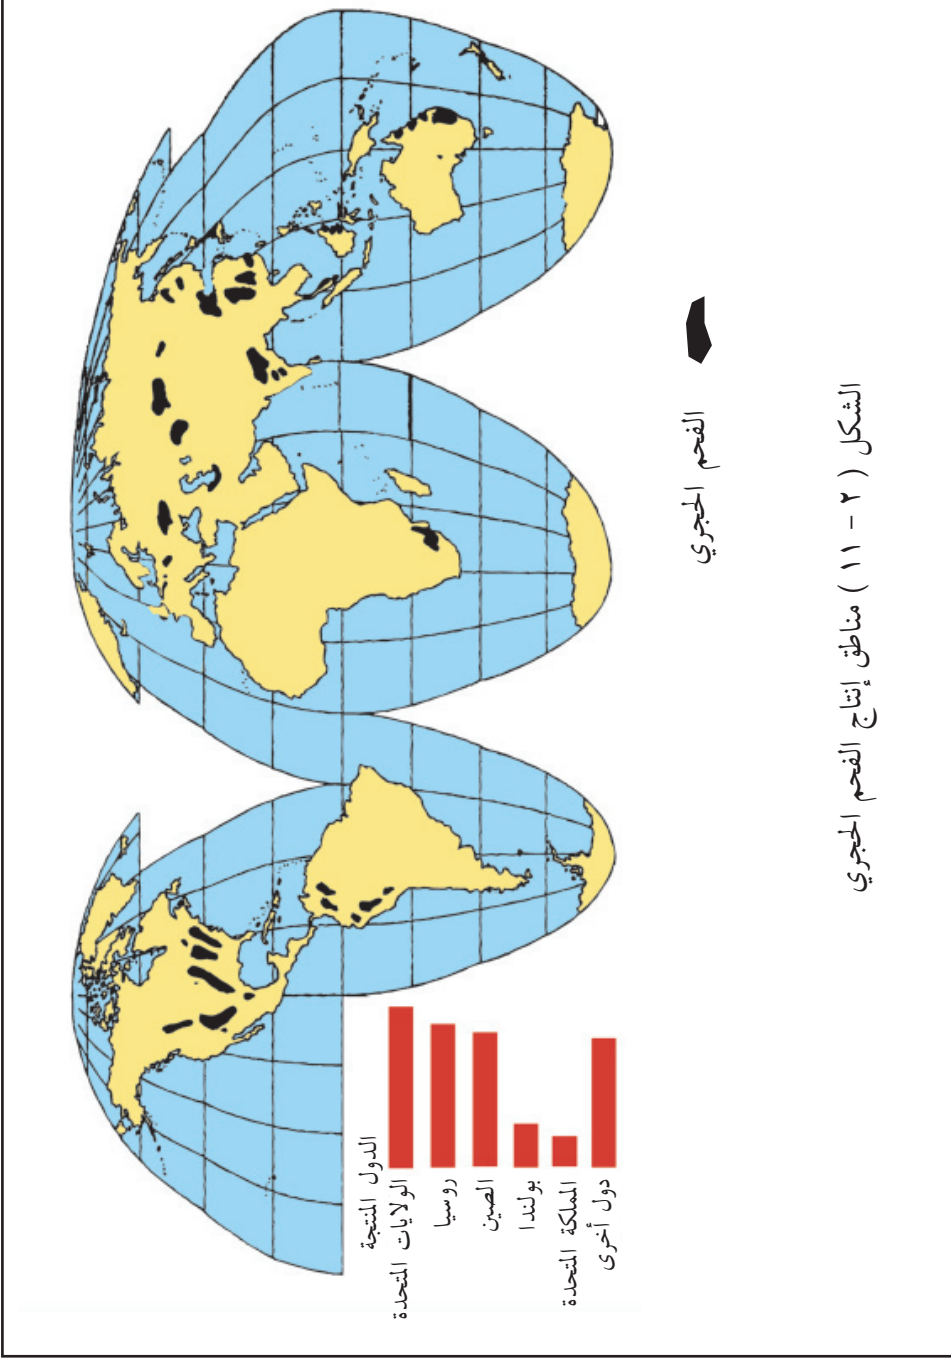 الدول المنتجة
الولايات المتحدة
روسيا
الصين
بولندا
المملكة المتحدة
دول أخرى
الفحم الحجري
الشكل ( ٢ - ١١ ) مناطق إنتاج الفحم الحجري